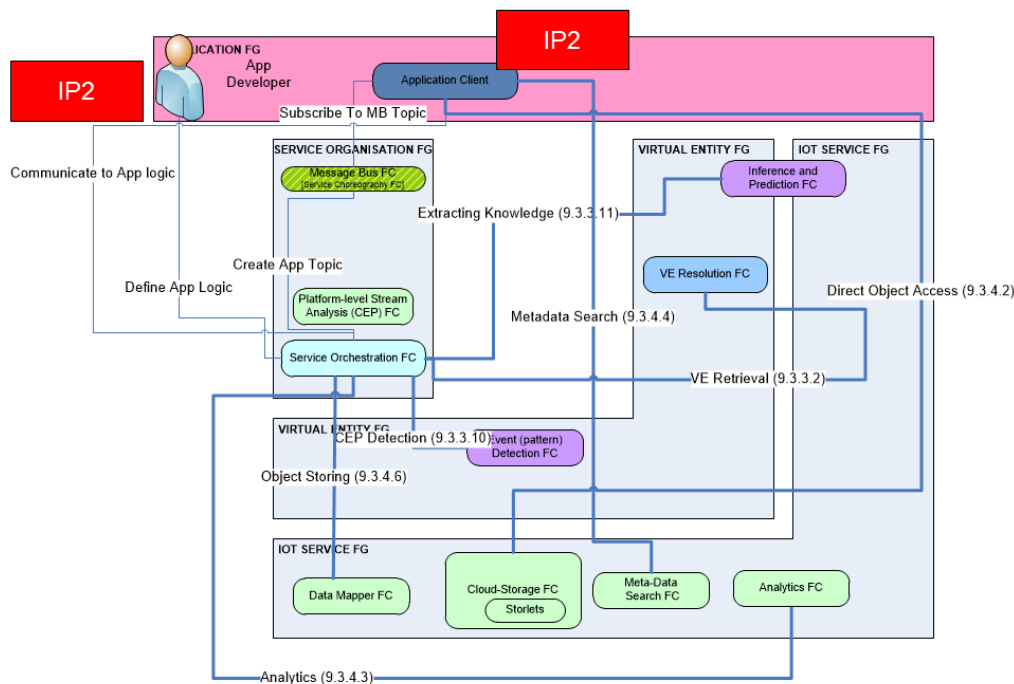 IP2
IP2
LICATION FG
App
Developer
Application Client
Subscribe To MB Topic
SERVICE ORGANISATION FG
VIRTUAL ENTITY FG
IOT SERVICE FG
Communicate to App logic
Message Bus FC
[Service Choreography FC]
Inference and
Prediction FC
Extracting Knowledge (9.3.3.11)
Create App Topic
VE Resolution FC
Define App Logic
Direct Object Access (9.3.4.2)
Platform-level Stream
Analysis (CEP) FC
Metadata Search (9.3.4.4)
Service Orchestration FC
VE Retrieval (9.3.3.2)
VIRTUAL ENTITY FG
CEP Detection (9.3.3.10)
Event (pattern)
Detection FC
Object Storing (9.3.4.6)
IOT SERVICE FG
Data Mapper FC
Cloud-Storage FC
Storlets
Meta-Data
Search FC
Analytics FC
Analytics (9.3.4.3)